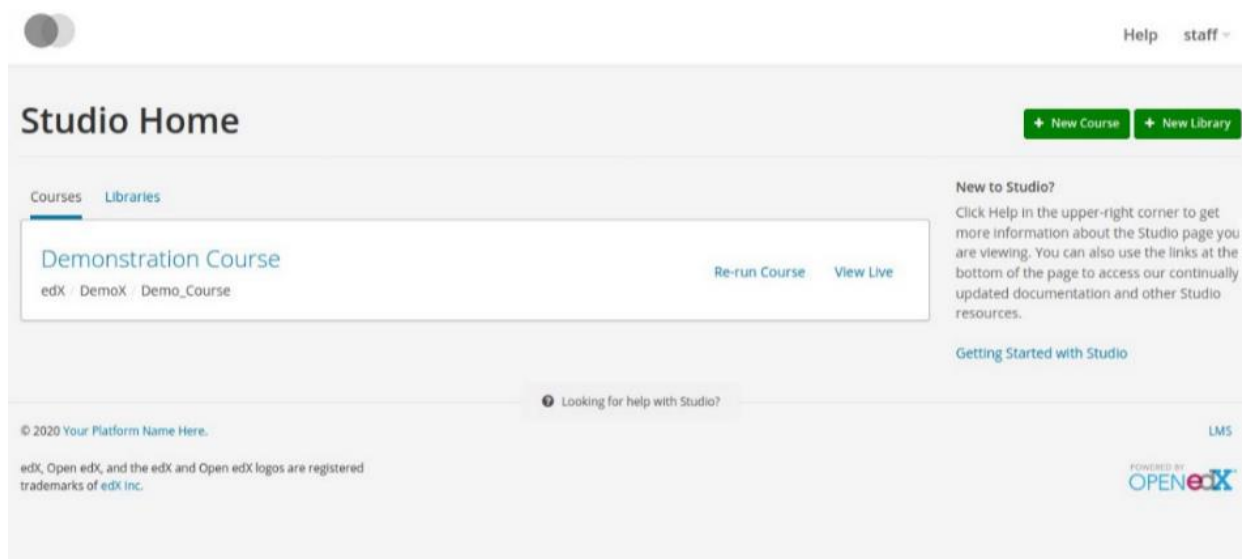 Help staff
Studio Home
+ New Course + New Library
Courses Libraries
Demonstration Course
edX / DemoX / Demo_Course
Re-run Course View Live
New to Studio?
Click Help in the upper-right corner to get
more information about the Studio page you
are viewing. You can also use the links at the
bottom of the page to access our continually
updated documentation and other Studio
resources.
Getting Started with Studio
Looking for help with Studio?
© 2020 Your Platform Name Here.
LMS
edX, Open edX, and the edX and Open edX logos are registered
trademarks of edX Inc.
POWERED BY
OPENedX